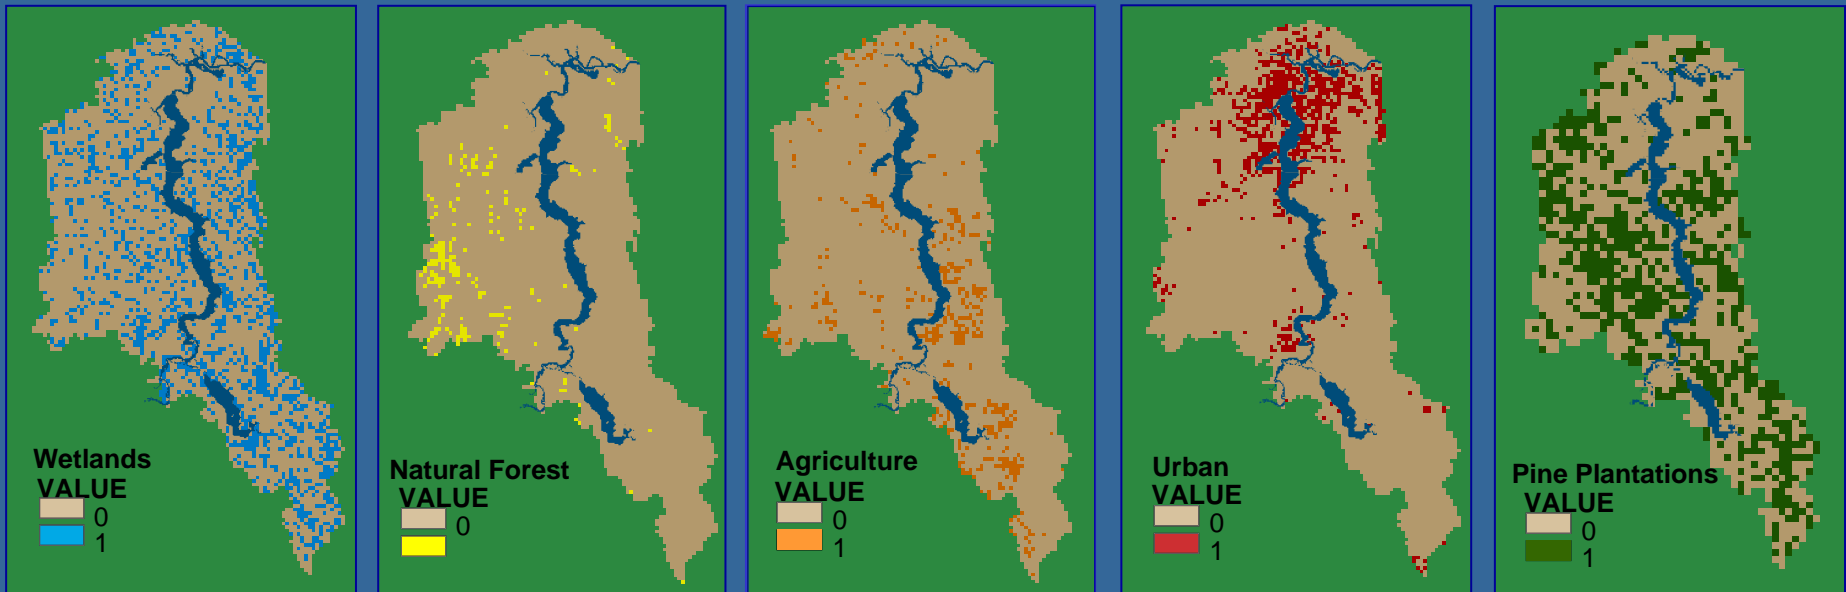 Wetlands
VALUE
0
1
Natural Forest
VALUE
0
Agriculture
VALUE
0
1
Urban
VALUE
0
1
Pine Plantations
VALUE
0
1